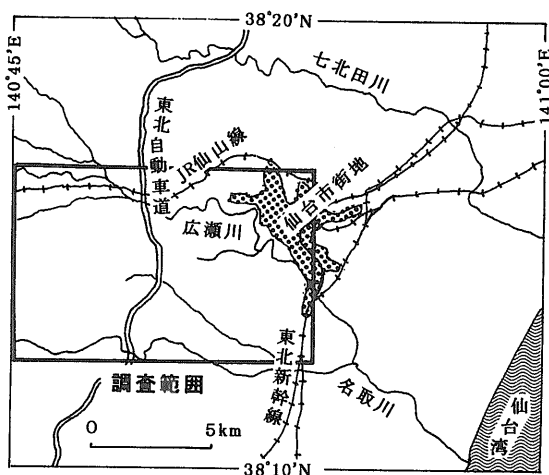 38°20'N
140°45'E
141°00'E
七北田川
東北自動車道
JR仙山線
仙台市街地
広瀬川
東北新幹線
調査範囲
名取川
仙台湾
0 5km
38°10'N